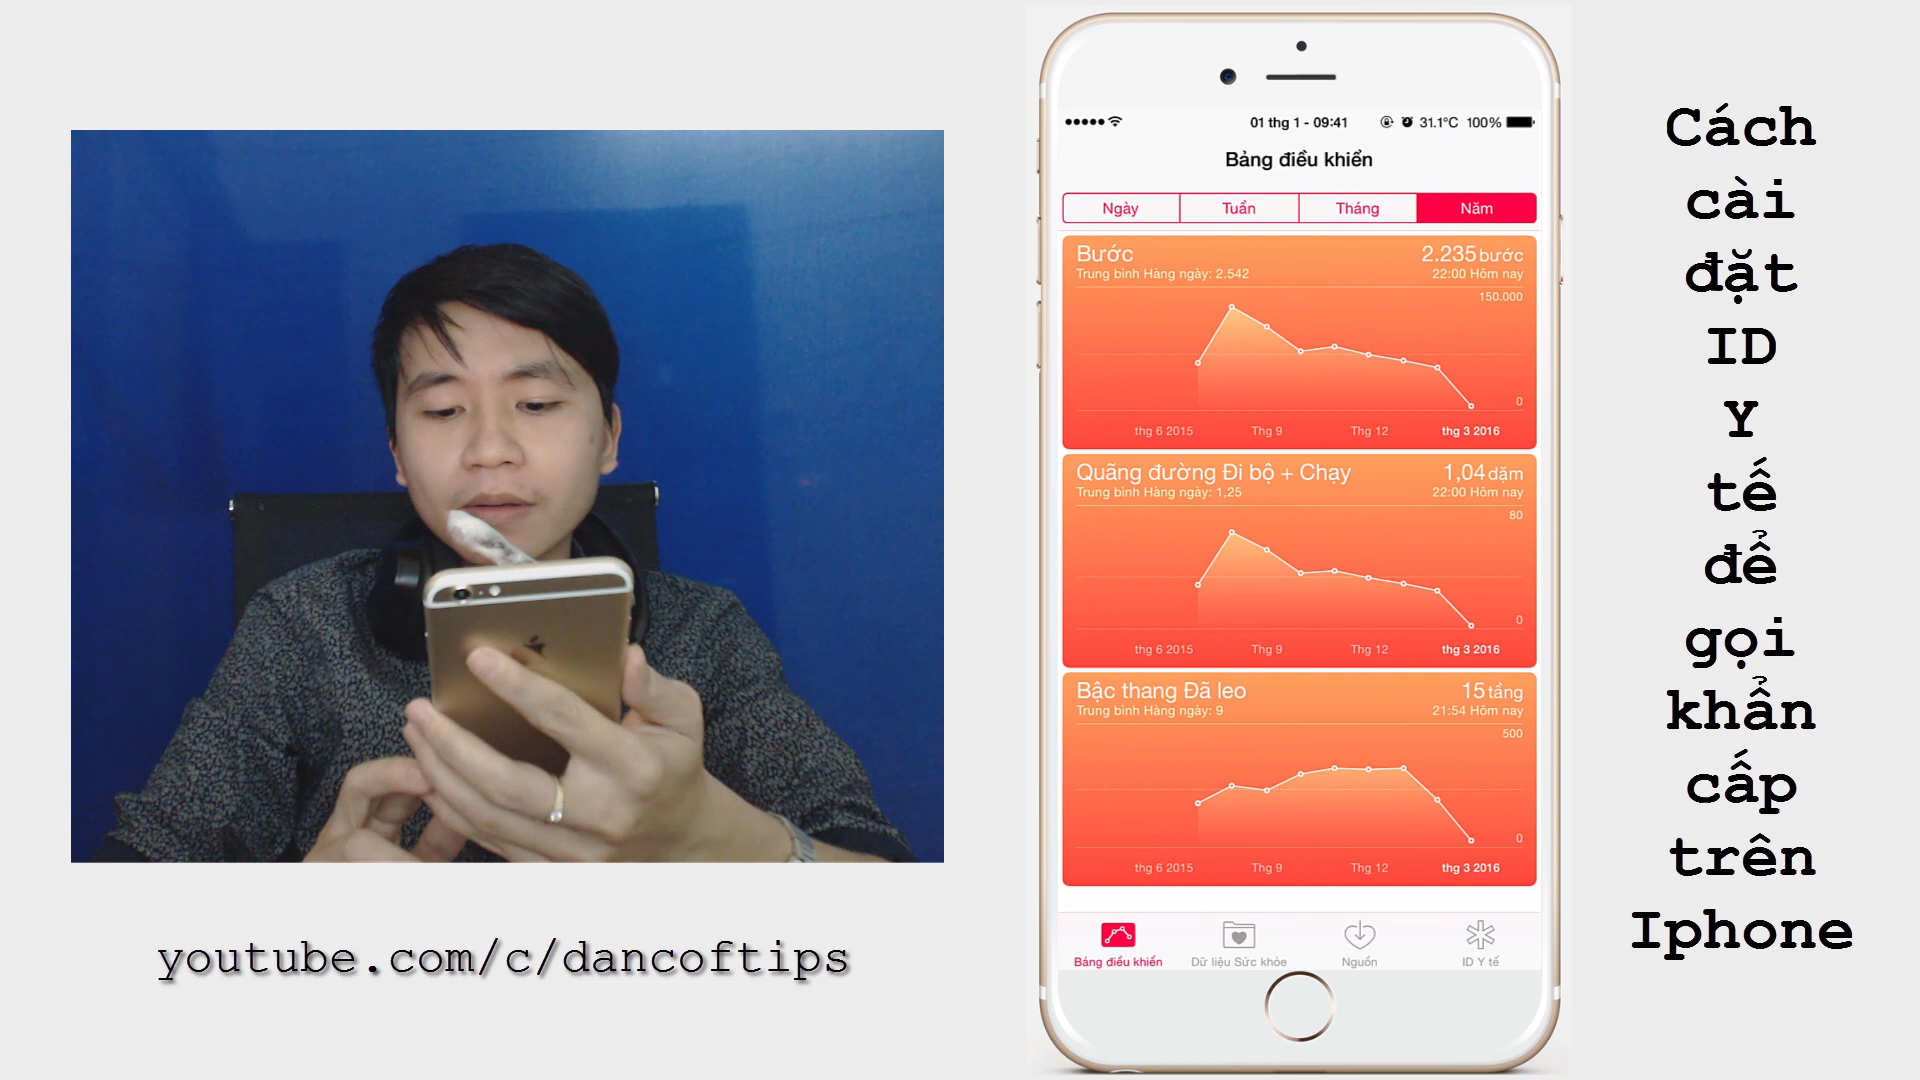 youtube.com/c/dancoftips
01 thg 1 - 09:41 31.1°C 100%
Bảng điều khiển
Ngày Tuần Tháng Năm
Bước 2.235 bước
Trung bình Hàng ngày: 2.542 22:00 Hôm nay
150.000
0
thg 6 2015 Thg 9 Thg 12 thg 3 2016
Quãng đường Đi bộ + Chạy 1,04 dặm
Trung bình Hàng ngày: 1,25 22:00 Hôm nay
80
0
thg 6 2015 Thg 9 Thg 12 thg 3 2016
Bậc thang Đã leo 15 tầng
Trung bình Hàng ngày: 9 21:54 Hôm nay
500
0
thg 6 2015 Thg 9 Thg 12 thg 3 2016
Bảng điều khiển Dữ liệu Sức khỏe Nguồn ID Y tế
Cách
cài
đặt
ID
Y
tế
để
gọi
khẩn
cấp
trên
Iphone